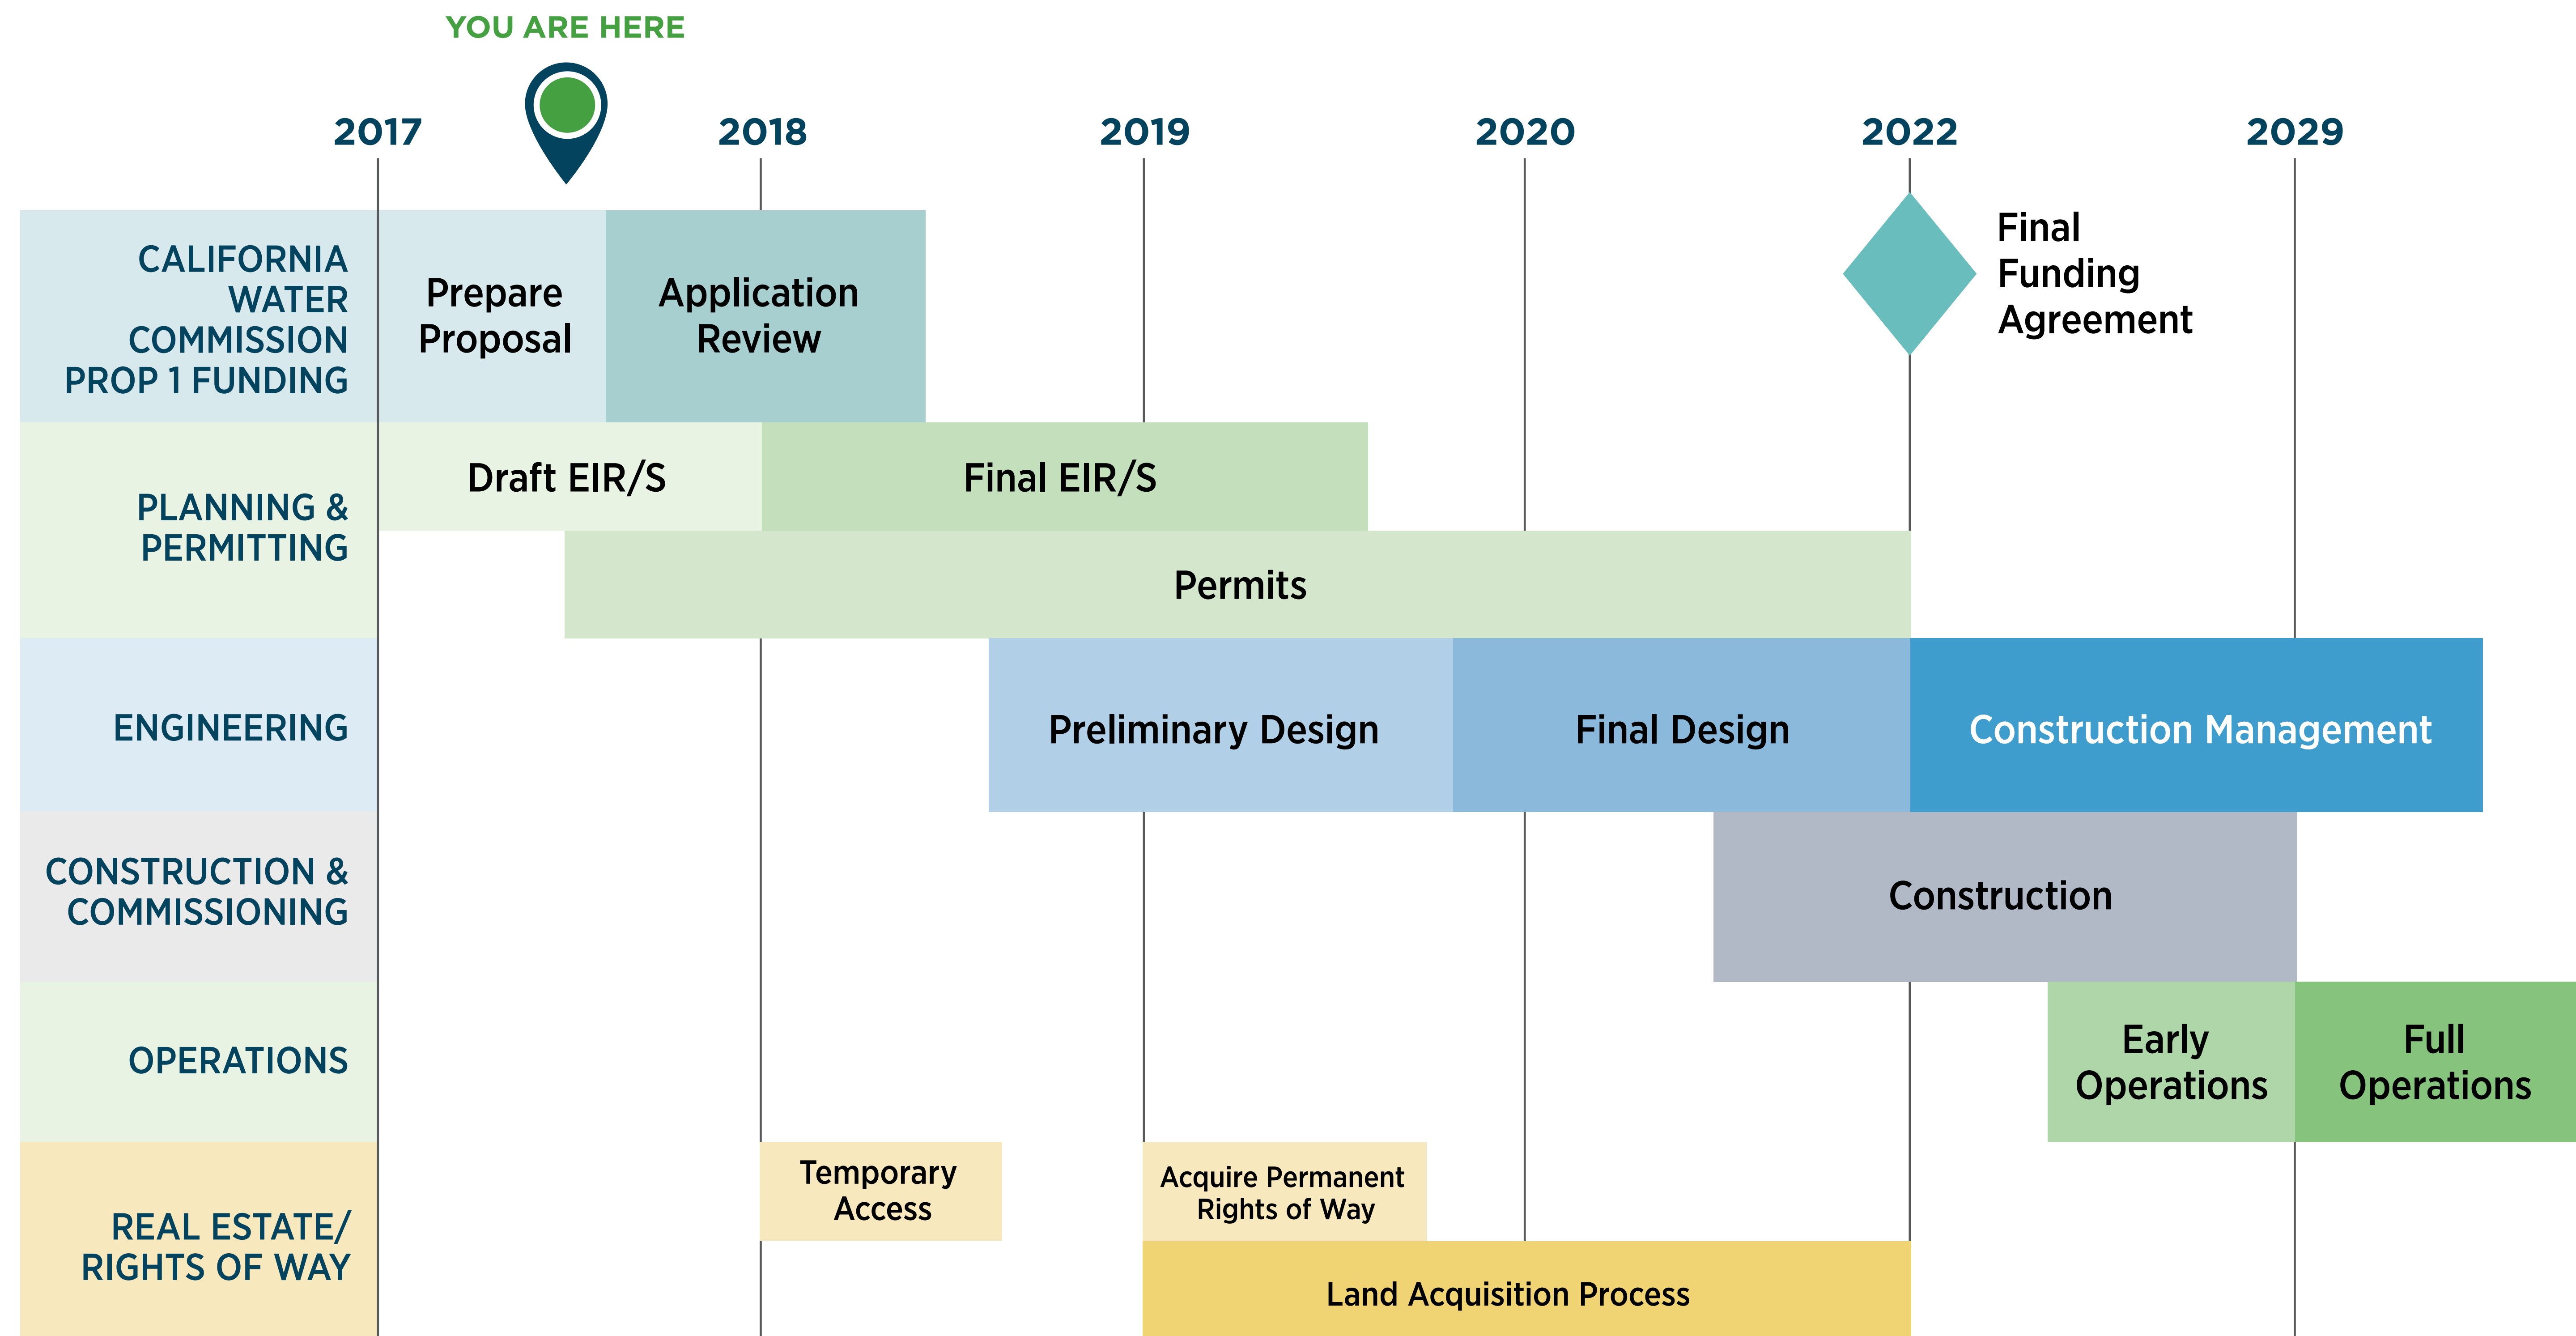 YOU ARE HERE
2017
2018
2019
2020
2022
2029
CALIFORNIA
WATER
COMMISSION
PROP 1 FUNDING
Prepare
Proposal
Application
Review
Final
Funding
Agreement
PLANNING &
PERMITTING
Draft EIR/S
Final EIR/S
Permits
ENGINEERING
Preliminary Design
Final Design
Construction Management
CONSTRUCTION &
COMMISSIONING
Construction
OPERATIONS
Early
Operations
Full
Operations
REAL ESTATE/
RIGHTS OF WAY
Temporary
Access
Acquire Permanent
Rights of Way
Land Acquisition Process